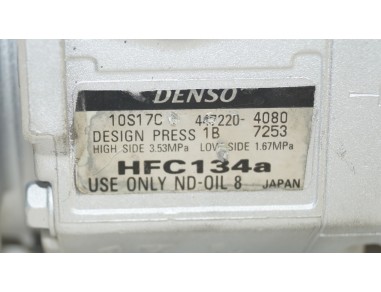 DENSO
10S17C 447220-4080
DESIGN PRESS 1B 7253
HIGH SIDE 3.53MPa LOW SIDE 1.67MPa
HFC134a
USE ONLY ND-OIL 8 JAPAN